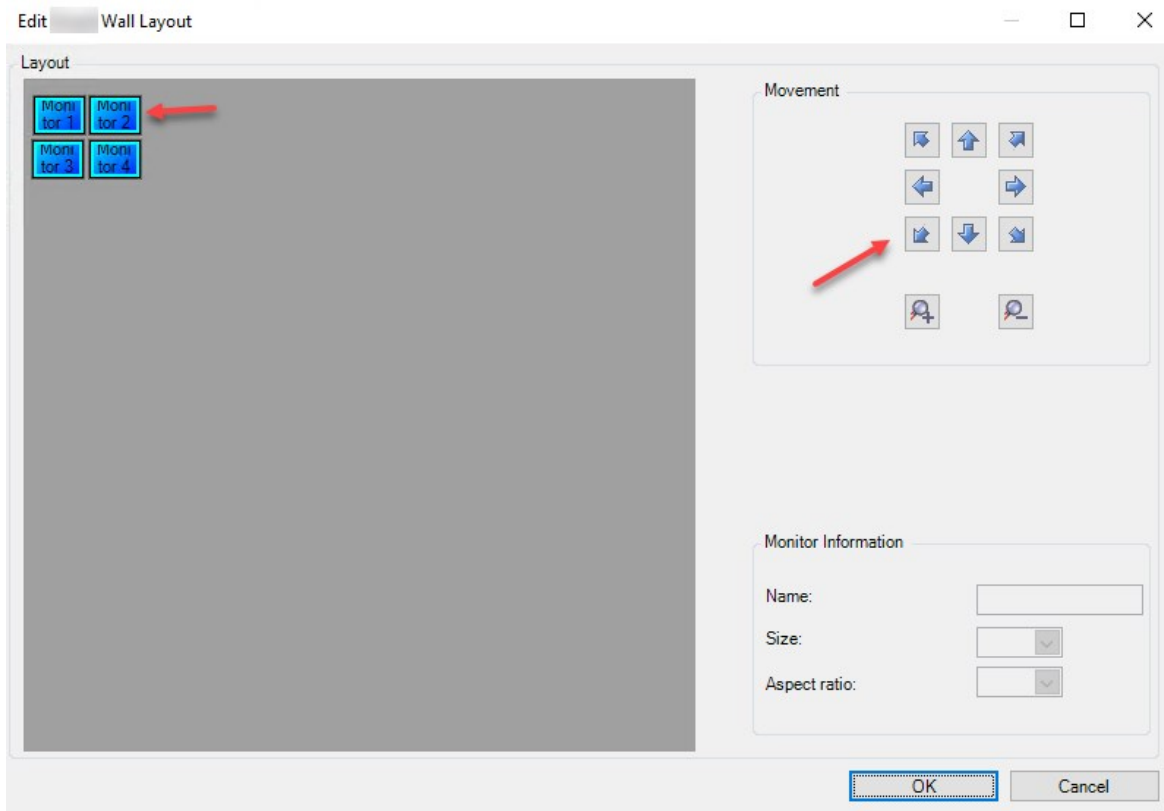 Edit Wall Layout
Layout
Moni
tor 1
Moni
tor 2
Moni
tor 3
Moni
tor 4
Movement
Monitor Information
Name:
Size:
Aspect ratio:
OK
Cancel